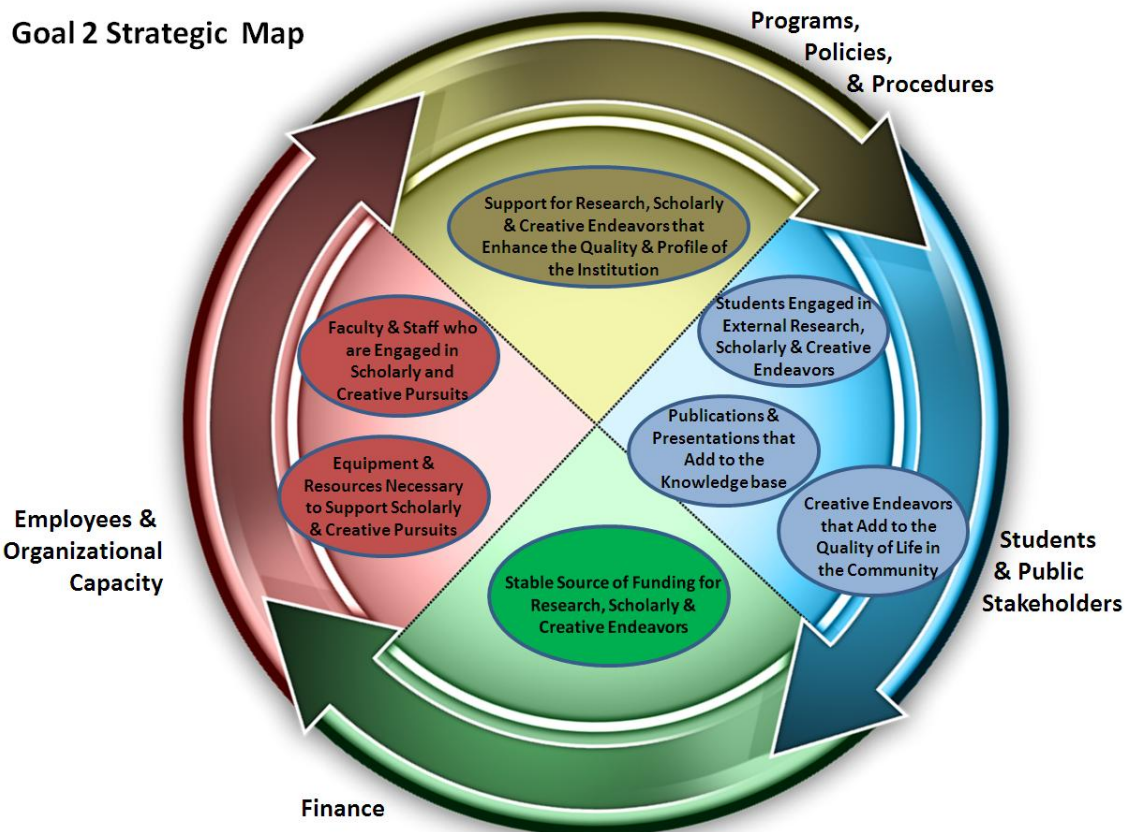 Goal 2 Strategic Map
Programs,
Policies,
& Procedures
Support for Research, Scholarly
& Creative Endeavors that
Enhance the Quality & Profile of
the Institution
Students Engaged in
External Research,
Scholarly & Creative
Endeavors
Publications &
Presentations that
Add to the
Knowledge base
Creative Endeavors
that Add to the
Quality of Life in
the Community
Students
& Public
Stakeholders
Stable Source of Funding for
Research, Scholarly &
Creative Endeavors
Finance
Faculty & Staff who
are Engaged in
Scholarly and
Creative Pursuits
Equipment &
Resources Necessary
to Support Scholarly
& Creative Pursuits
Employees &
Organizational
Capacity